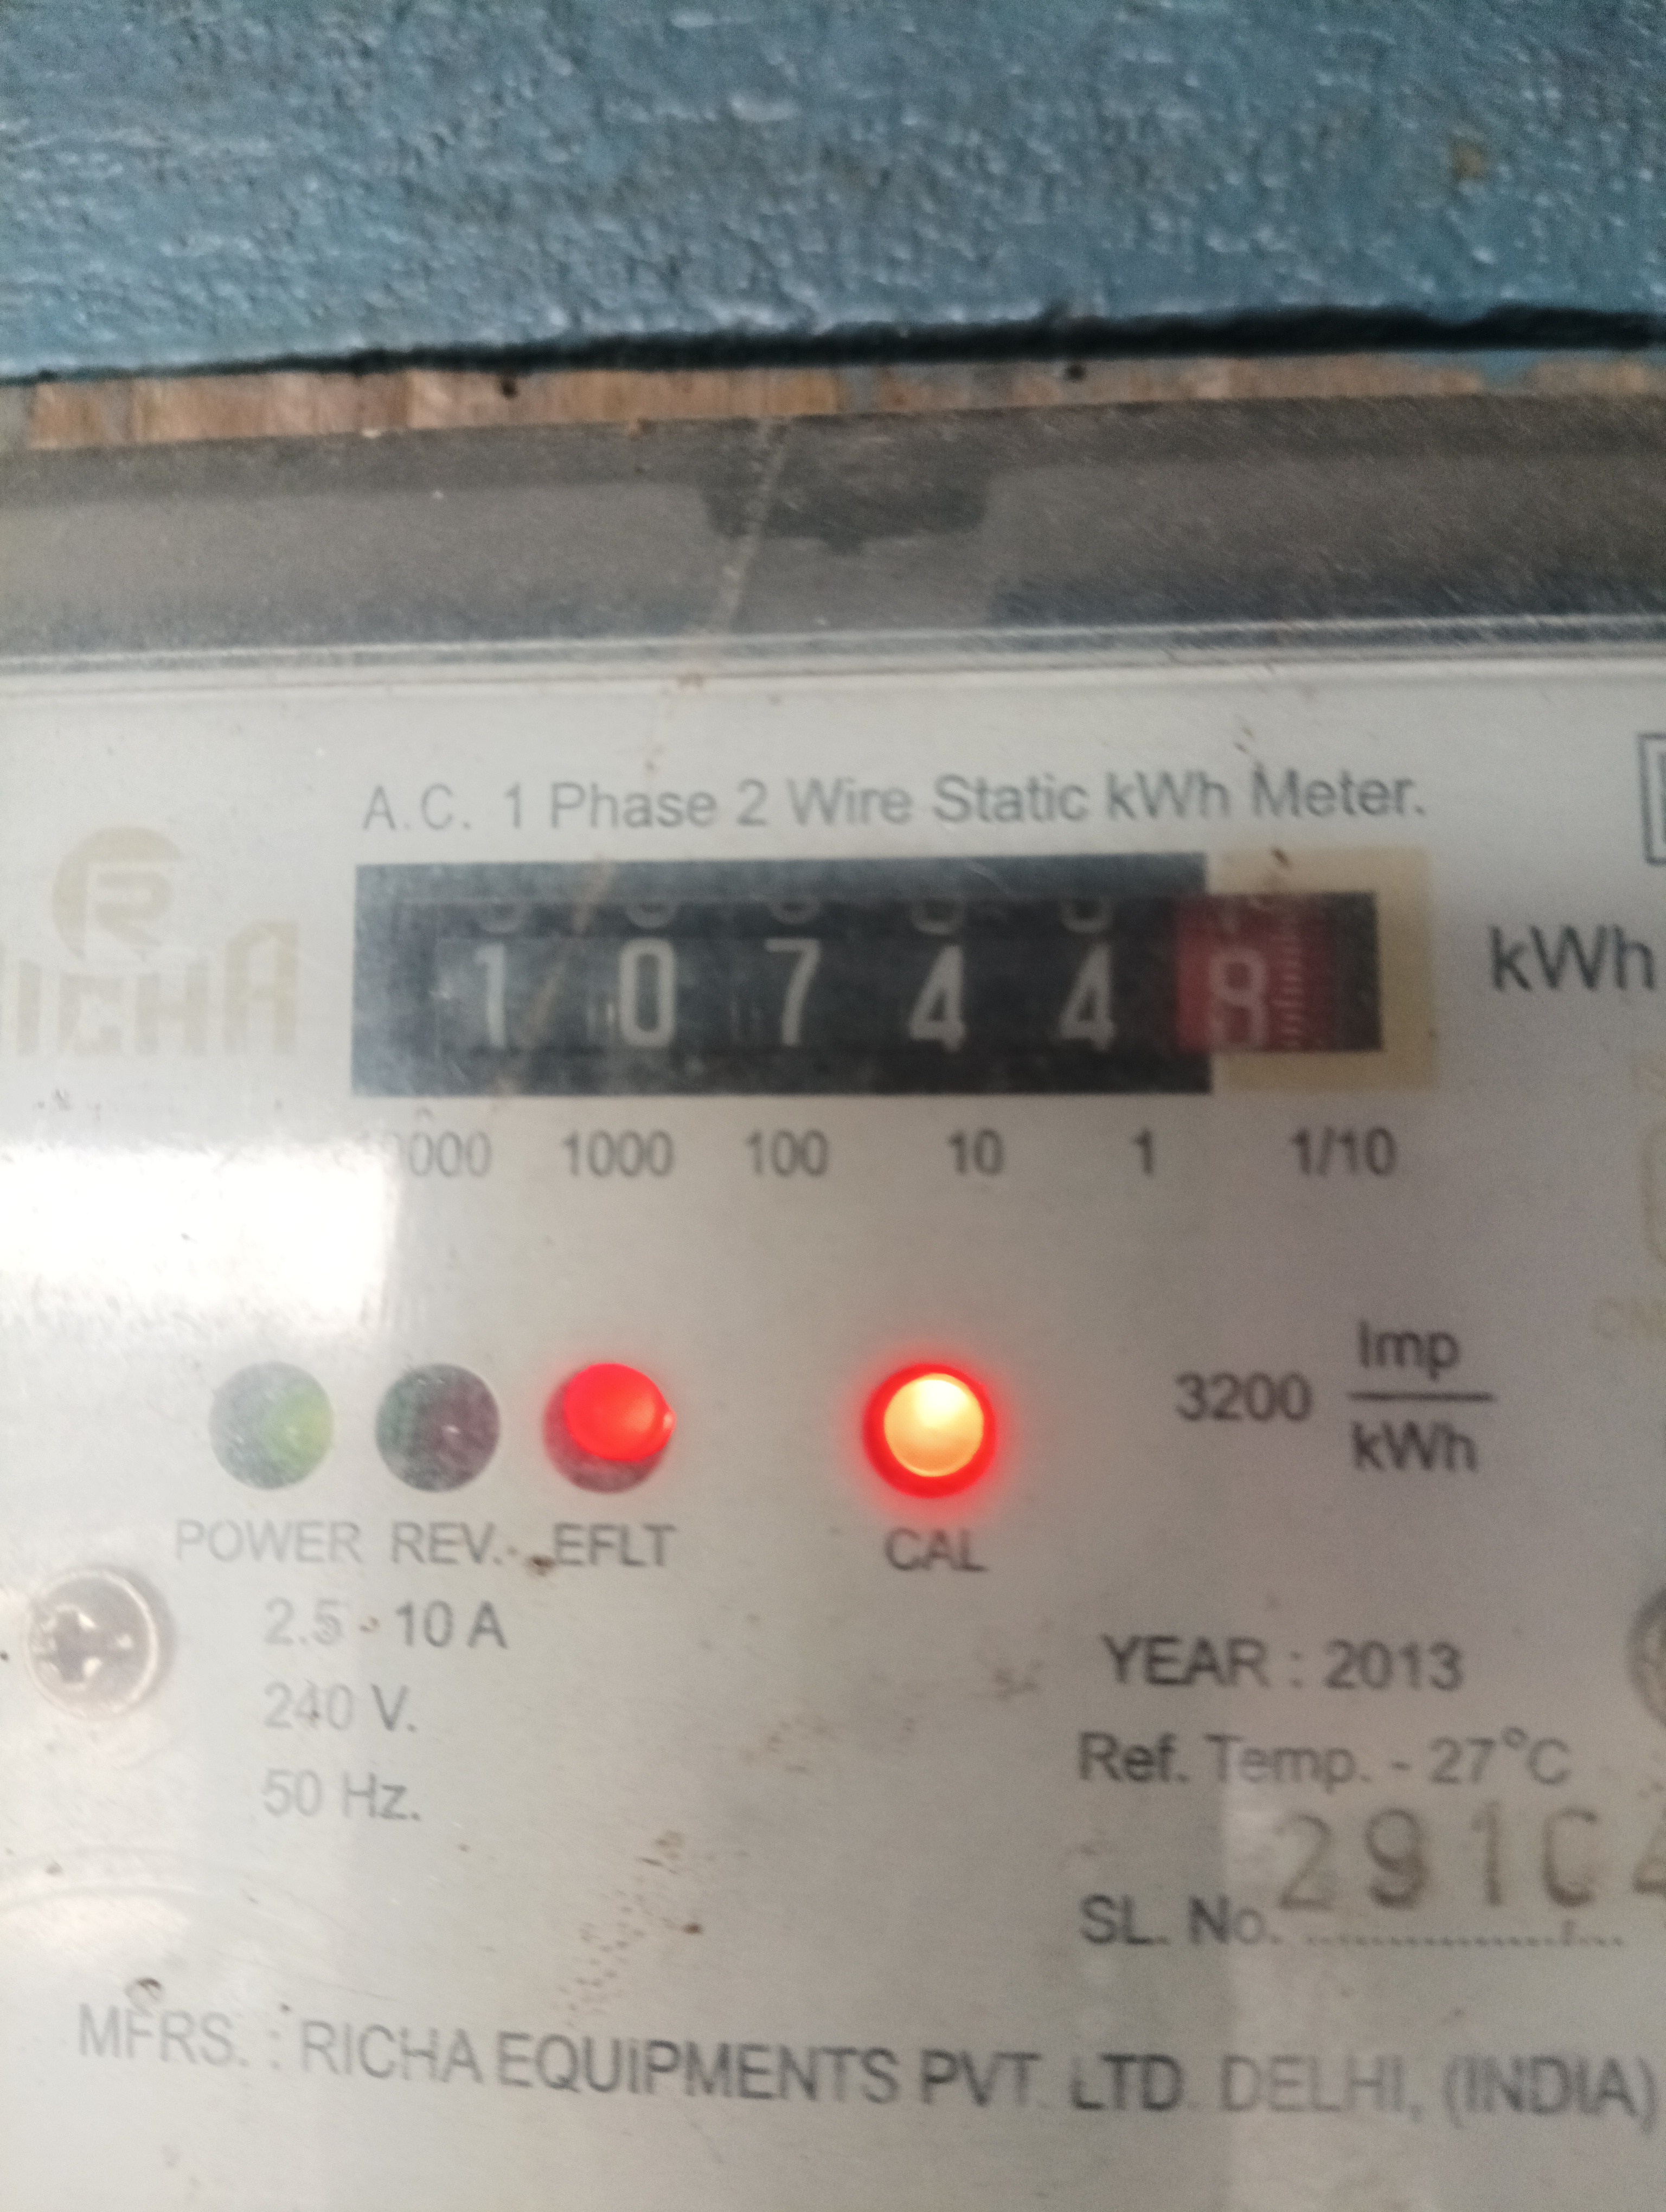 A.C. 1 Phase 2 Wire Static kWh Meter.
RICHA
1 0 7 4 4 kWh
1000 100 10 1 1/10
3200 Imp/kWh
POWER REV. EFLT CAL
2.5 - 10 A
240 V.
50 Hz.
YEAR : 2013
Ref. Temp. - 27°C
SL. No.
MFRS. : RICHA EQUIPMENTS PVT. LTD. DELHI, (INDIA)